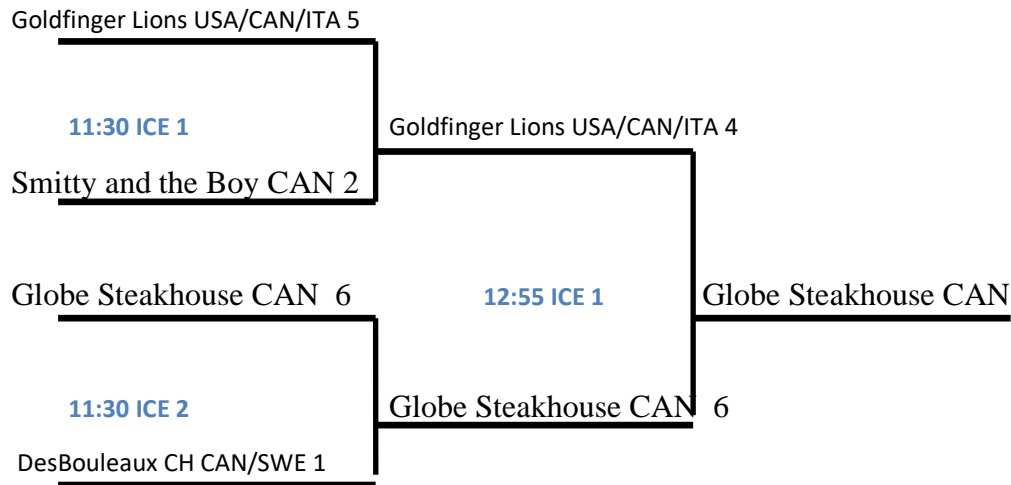 Goldfinger Lions USA/CAN/ITA 5
11:30 ICE 1
Goldfinger Lions USA/CAN/ITA 4
Smitty and the Boy CAN 2
Globe Steakhouse CAN  6
12:55 ICE 1
Globe Steakhouse CAN
11:30 ICE 2
Globe Steakhouse CAN  6
DesBouleaux CH CAN/SWE 1